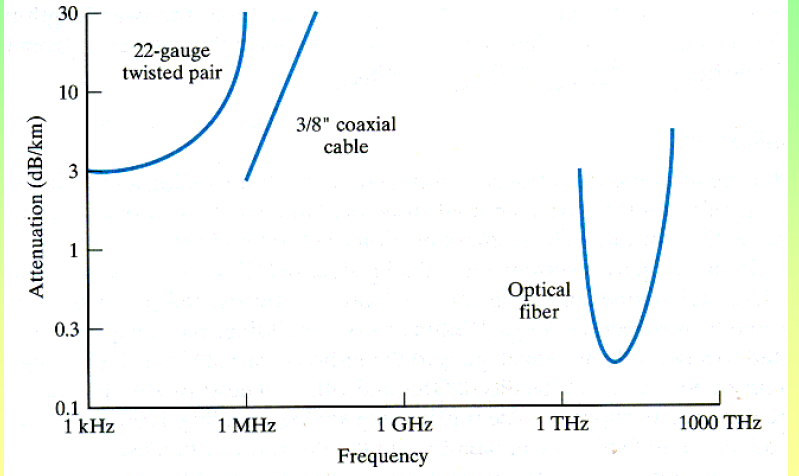 30
22-gauge
twisted pair
10
3/8" coaxial
cable
3
Attenuation (dB/km)
1
Optical
fiber
0.3
0.1
1 kHz
1 MHz
1 GHz
1 THz
1000 THz
Frequency